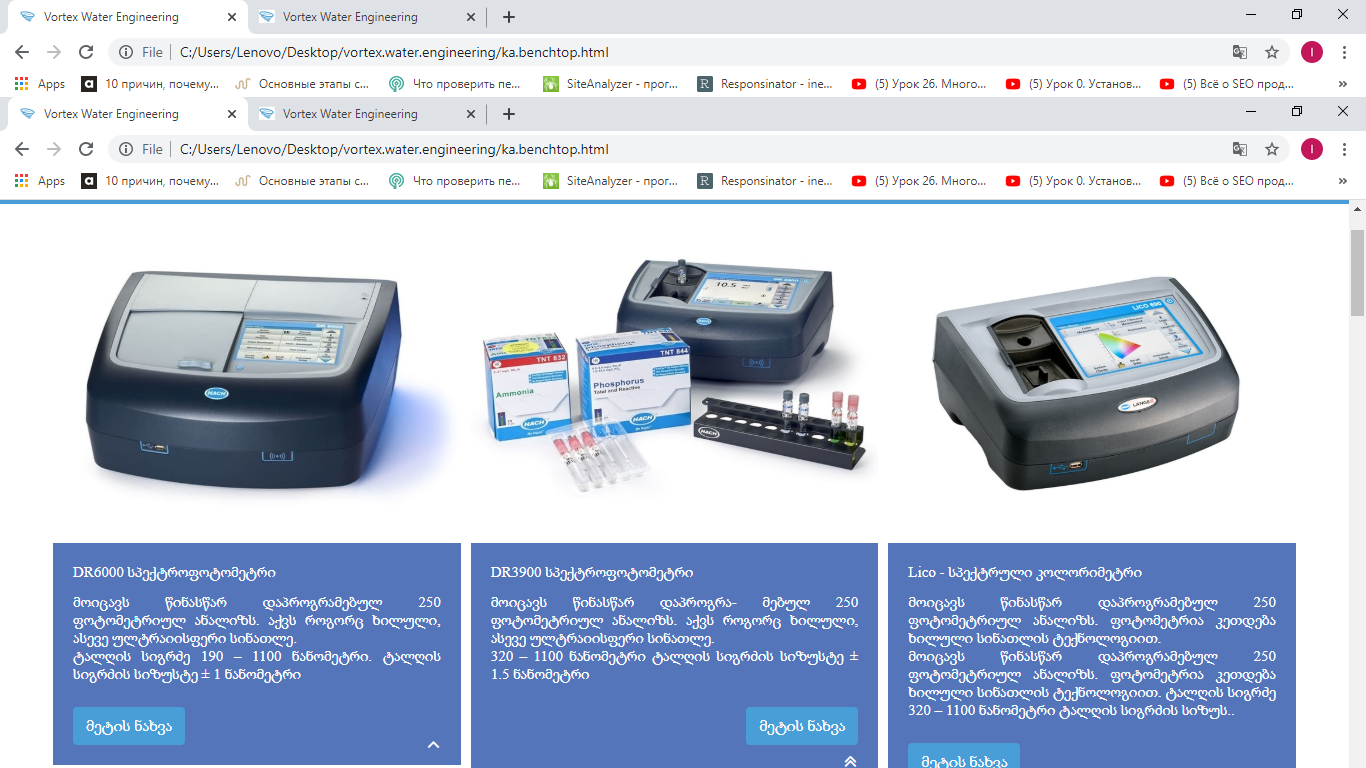 Vortex Water Engineering
Vortex Water Engineering
File
C:/Users/Lenovo/Desktop/vortex.water.engineering/ka.benchtop.html
I
Apps
10 причин, почему...
Основные этапы с...
Что проверить пе...
SiteAnalyzer - прог...
Responsinator - ine...
(5) Урок 26. Много...
(5) Урок 0. Установ...
(5) Всё о SEO прод...
»
Vortex Water Engineering
Vortex Water Engineering
File
C:/Users/Lenovo/Desktop/vortex.water.engineering/ka.benchtop.html
I
Apps
10 причин, почему...
Основные этапы с...
Что проверить пе...
SiteAnalyzer - прог...
Responsinator - ine...
(5) Урок 26. Много...
(5) Урок 0. Установ...
(5) Всё о SEO прод...
»
HACH
10.5
TNT 832
Ammonia
HACH
TNT 844
Phosphorus
Total and Reactive
HACH
HACH
LICO 690
LANGE
DR6000 სპექტროფოტომეტრი
მოიცავს წინასწარ დაპროგრამებულ 250
ფოტომეტრიულ ანალიზს. აქვს როგორც ხილული,
ასევე ულტრაიისფერი სინათლე.
ტალღის სიგრძე 190 – 1100 ნანომეტრი. ტალღის
სიგრძის სიზუსტე ± 1 ნანომეტრი
მეტის ნახვა
DR3900 სპექტროფოტომეტრი
მოიცავს წინასწარ დაპროგრა- მებულ 250
ფოტომეტრიულ ანალიზს. აქვს როგორც ხილული,
ასევე ულტრაიისფერი სინათლე.
320 – 1100 ნანომეტრი ტალღის სიგრძის სიზუსტე ±
1.5 ნანომეტრი
მეტის ნახვა
Lico - სპექტრული კოლორიმეტრი
მოიცავს წინასწარ დაპროგრამებულ 250
ფოტომეტრიულ ანალიზს. ფოტომეტრია კეთდება
ხილული სინათლის ტექნოლოგიით.
მოიცავს წინასწარ დაპროგრამებულ 250
ფოტომეტრიულ ანალიზს. ფოტომეტრია კეთდება
ხილული სინათლის ტექნოლოგიით. ტალღის სიგრძე
320 – 1100 ნანომეტრი ტალღის სიგრძის სიზუს..
მეტის ნახვა